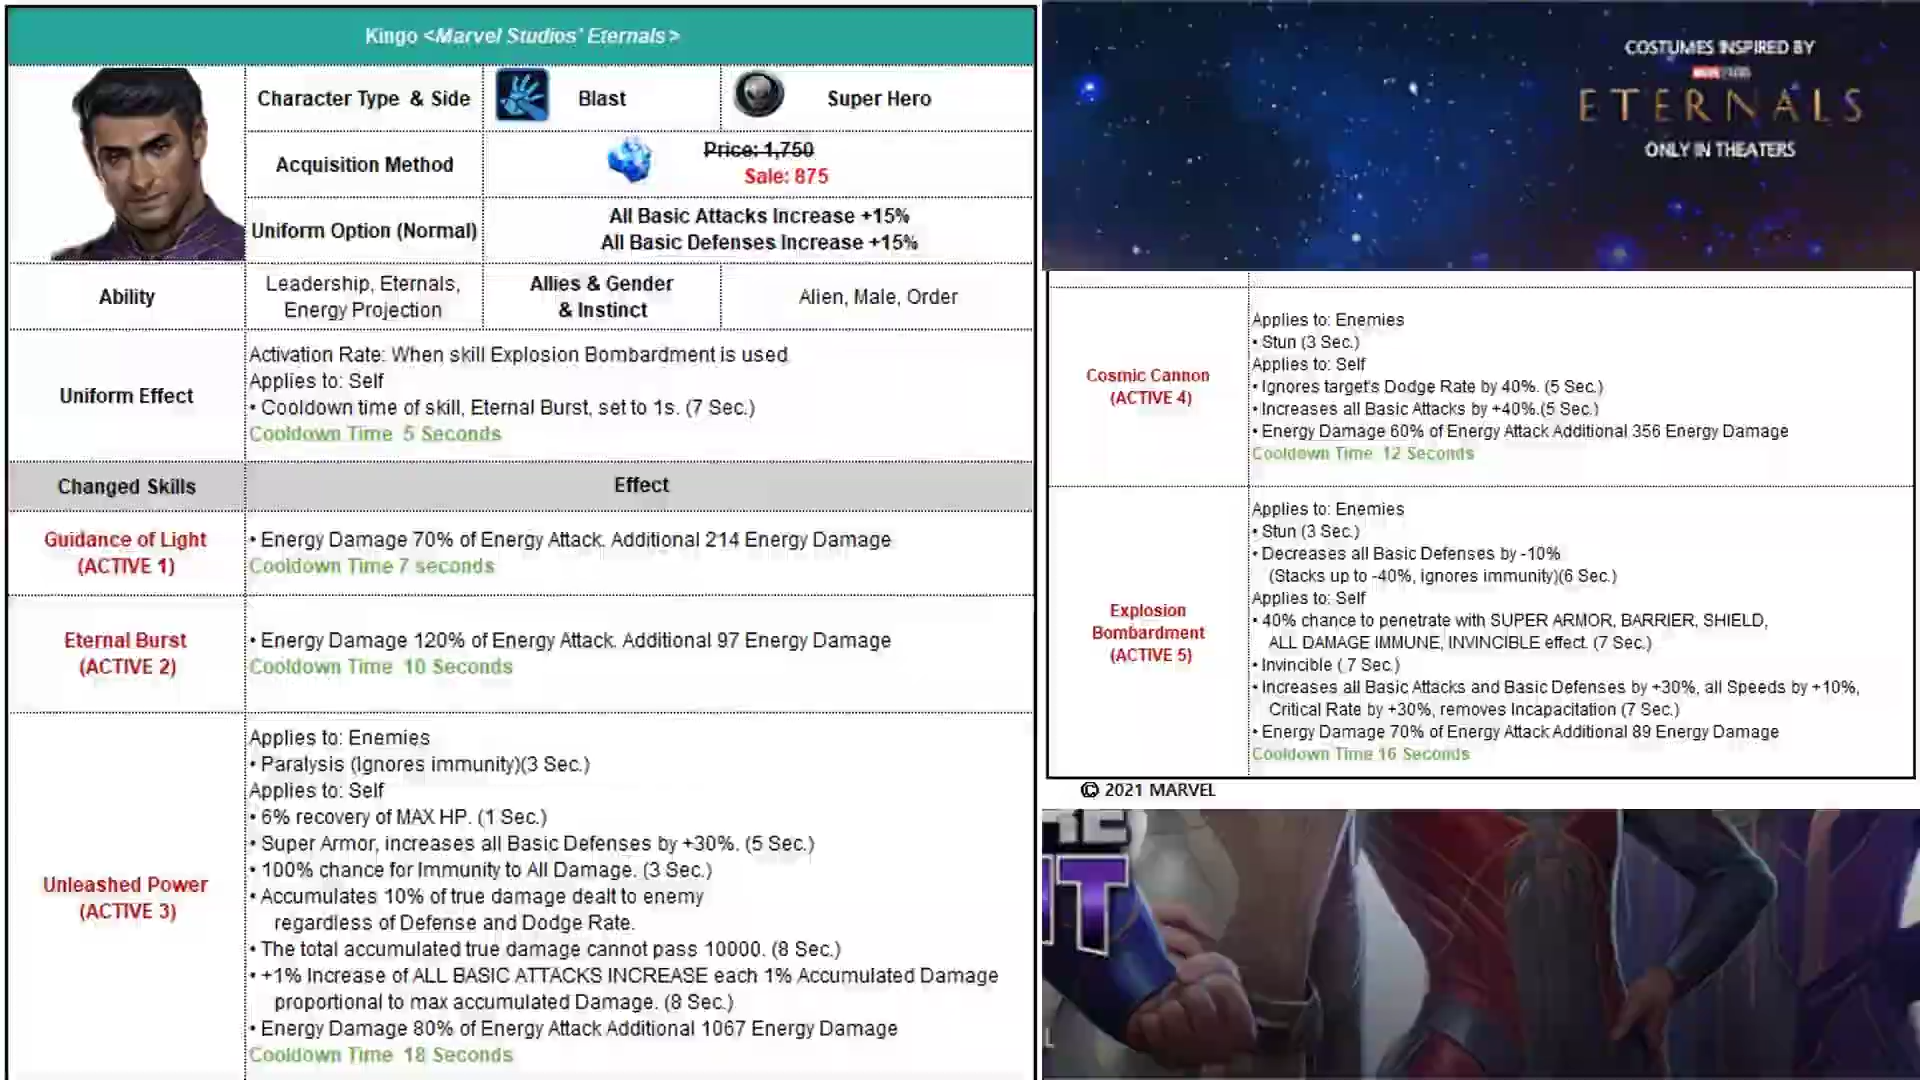 Kingo <Marvel Studios' Eternals>
Character Type & Side
Blast
Super Hero
Acquisition Method
Price: 1,750
Sale: 875
Uniform Option (Normal)
All Basic Attacks Increase +15%
All Basic Defenses Increase +15%
Ability
Leadership, Eternals,
Energy Projection
Allies & Gender
& Instinct
Alien, Male, Order
Uniform Effect
Activation Rate: When skill Explosion Bombardment is used
Applies to: Self
• Cooldown time of skill, Eternal Burst, set to 1s. (7 Sec.)
Cooldown Time 5 Seconds
Changed Skills
Effect
Guidance of Light
(ACTIVE 1)
• Energy Damage 70% of Energy Attack. Additional 214 Energy Damage
Cooldown Time 7 seconds
Eternal Burst
(ACTIVE 2)
• Energy Damage 120% of Energy Attack. Additional 97 Energy Damage
Cooldown Time 10 Seconds
Unleashed Power
(ACTIVE 3)
Applies to: Enemies
• Paralysis (Ignores immunity)(3 Sec.)
Applies to: Self
• 6% recovery of MAX HP. (1 Sec.)
• Super Armor, increases all Basic Defenses by +30%. (5 Sec.)
• 100% chance for Immunity to All Damage. (3 Sec.)
• Accumulates 10% of true damage dealt to enemy
regardless of Defense and Dodge Rate.
• The total accumulated true damage cannot pass 10000. (8 Sec.)
• +1% Increase of ALL BASIC ATTACKS INCREASE each 1% Accumulated Damage
proportional to max accumulated Damage. (8 Sec.)
• Energy Damage 80% of Energy Attack Additional 1067 Energy Damage
Cooldown Time 18 Seconds
COSTUMES INSPIRED BY
MARVEL STUDIOS
ETERNALS
ONLY IN THEATERS
Cosmic Cannon
(ACTIVE 4)
Applies to: Enemies
• Stun (3 Sec.)
Applies to: Self
• Ignores target's Dodge Rate by 40%. (5 Sec.)
• Increases all Basic Attacks by +40%.(5 Sec.)
• Energy Damage 60% of Energy Attack Additional 356 Energy Damage
Cooldown Time 12 Seconds
Explosion
Bombardment
(ACTIVE 5)
Applies to: Enemies
• Stun (3 Sec.)
• Decreases all Basic Defenses by -10%
(Stacks up to -40%, ignores immunity)(6 Sec.)
Applies to: Self
• 40% chance to penetrate with SUPER ARMOR, BARRIER, SHIELD,
ALL DAMAGE IMMUNE, INVINCIBLE effect. (7 Sec.)
• Invincible ( 7 Sec.)
• Increases all Basic Attacks and Basic Defenses by +30%, all Speeds by +10%,
Critical Rate by +30%, removes Incapacitation (7 Sec.)
• Energy Damage 70% of Energy Attack Additional 89 Energy Damage
Cooldown Time 16 Seconds
© 2021 MARVEL